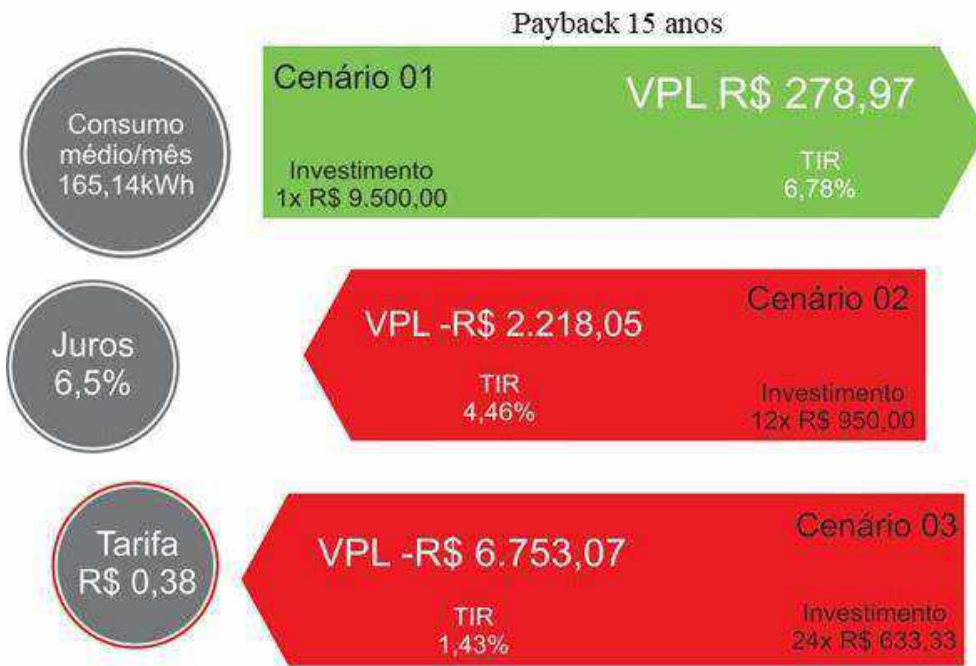 Payback 15 anos
Consumo
médio/mês
165,14kWh
Cenário 01
VPL R$ 278,97
Investimento
1x R$ 9.500,00
TIR
6,78%
Juros
6,5%
VPL -R$ 2.218,05
Cenário 02
TIR
4,46%
Investimento
12x R$ 950,00
Tarifa
R$ 0,38
VPL -R$ 6.753,07
Cenário 03
TIR
1,43%
Investimento
24x R$ 633,33